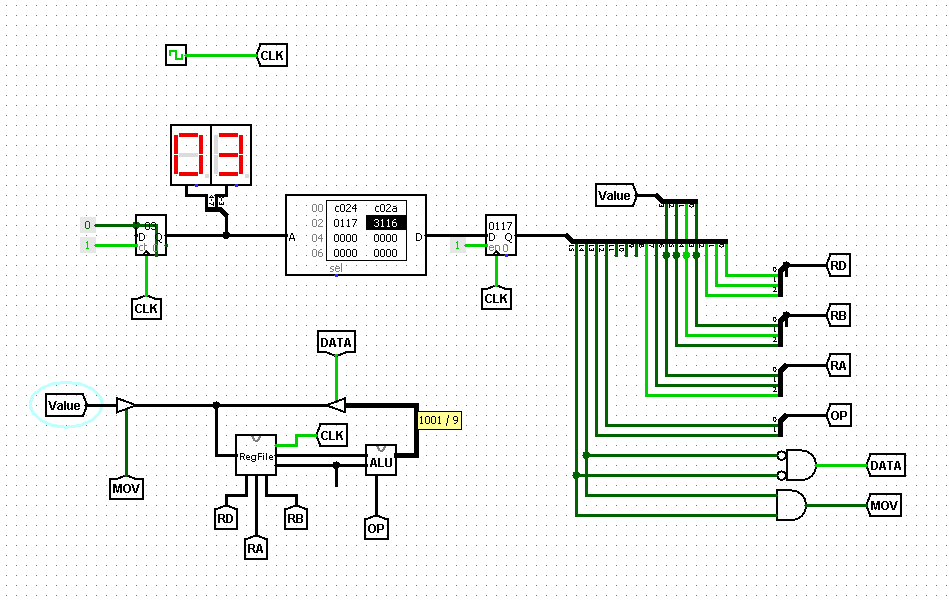 CLK
03
Value
00 c024 c02a
0 D Q 02 0117 3116 0117
1 A 04 0000 0000 D 1 D Q
06 0000 0000 en 0
sel
RD
CLK
CLK
RB
DATA
RA
Value
1001 / 9
OP
CLK
RegFile
ALU
DATA
MOV
MOV
RD
RB
OP
RA